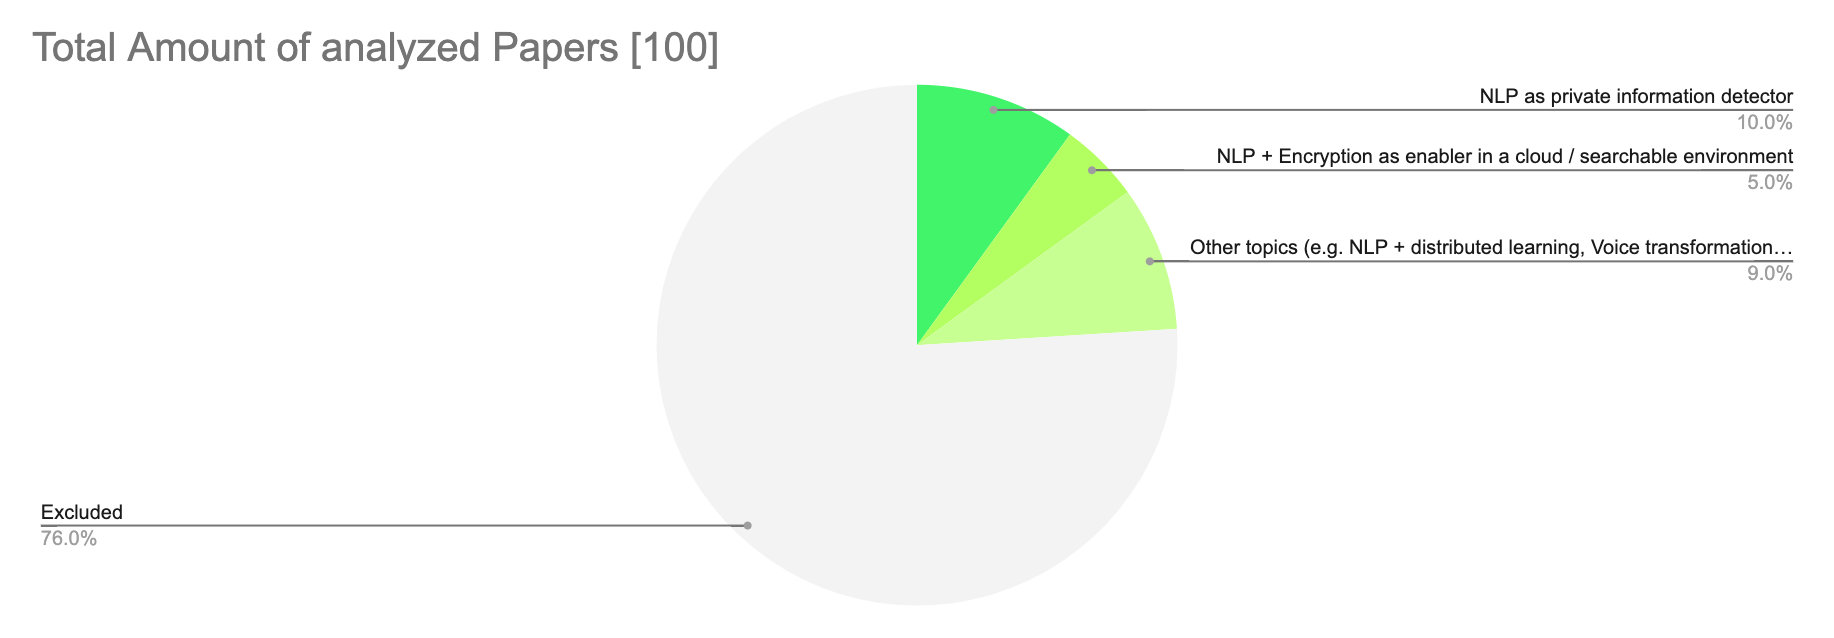 Total Amount of analyzed Papers [100]
NLP as private information detector
10.0%
NLP + Encryption as enabler in a cloud / searchable environment
5.0%
Other topics (e.g. NLP + distributed learning, Voice transformation…
9.0%
Excluded
76.0%